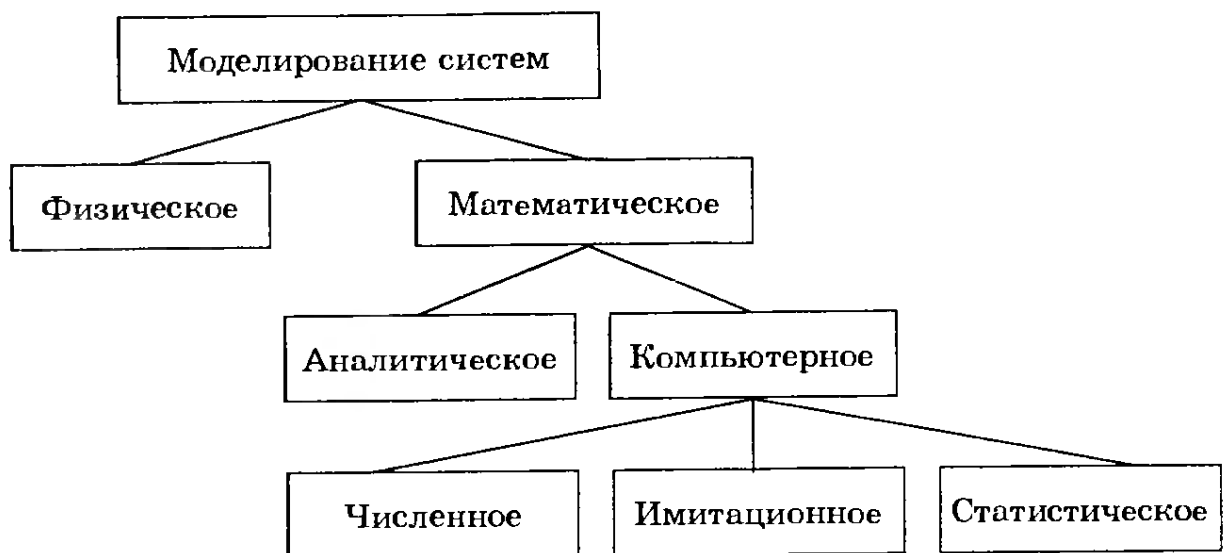 Моделирование систем
Физическое
Математическое
Аналитическое
Компьютерное
Численное
Имитационное
Статистическое